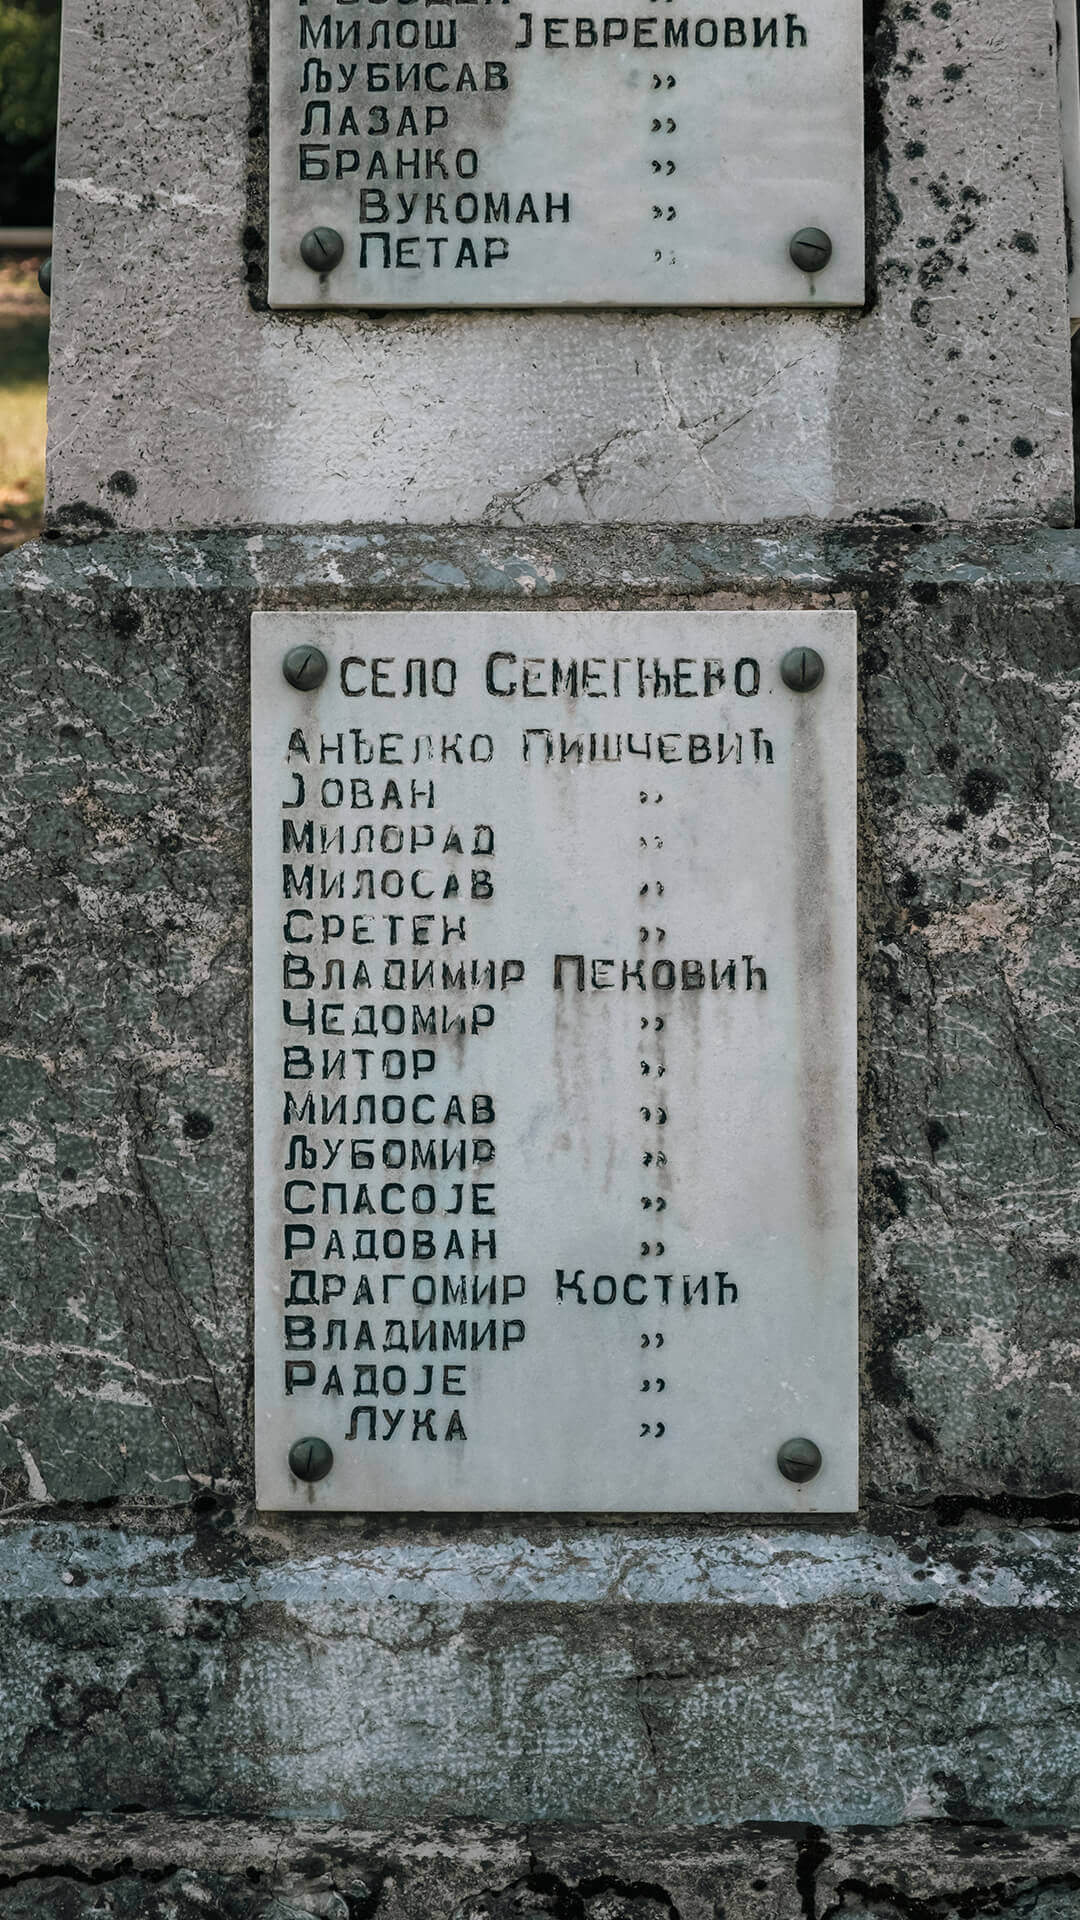 Милош Јевремовић
Љубисав ,,
Лазар ,,
Бранко ,,
Вукоман ,,
Петар ,,
село Семегњево.
Анђелко Пишчевић
Јован ,,
Милорад ,,
Милосав ,,
Сретен ,,
Владимир Пековић
Чедомир ,,
Витор ,,
Милосав ,,
Љубомир ,,
Спасоје ,,
Радован ,,
Драгомир Костић
Владимир ,,
Радоје ,,
Лука ,,